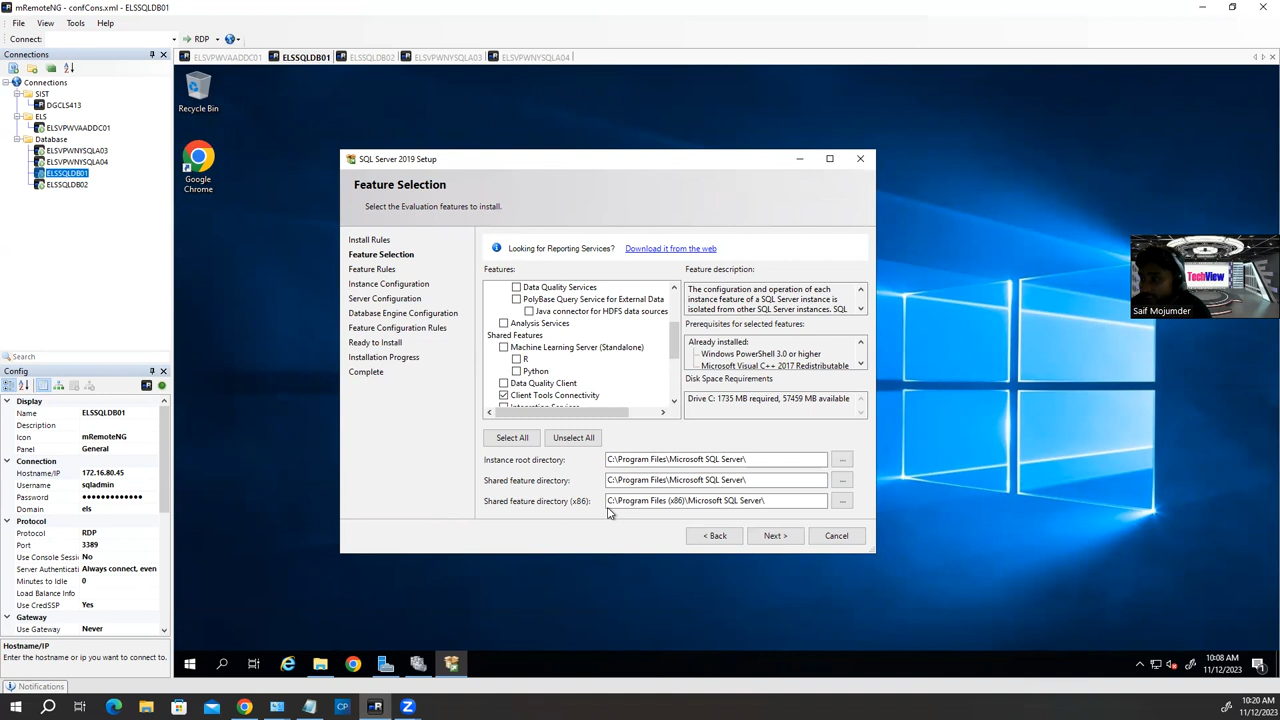 mRemoteNG - confCons.xml - ELSSQLDB01
File View Tools Help
Connect: RDP
Connections
Connections
SIST
DGCLS413
ELS
ELSVPWVAADDC01
Database
ELSVPWNYSQLA03
ELSVPWNYSQLA04
ELSSQLDB01
ELSSQLDB02
Search
Config
Display
Name ELSSQLDB01
Description
Icon mRemoteNG
Panel General
Connection
Hostname/IP 172.16.80.45
Username sqladmin
Password ●●●●●●●●●●●●
Domain els
Protocol
Protocol RDP
Port 3389
Use Console Sessi No
Server Authenticati Always connect, even
Minutes to Idle 0
Load Balance Info
Use CredSSP Yes
Gateway
Use Gateway Never
Hostname/IP
Enter the hostname or ip you want to connect to.
Notifications
ELSVPWVAADDC01 ELSSQLDB01 ELSSQLDB02 ELSVPWNYSQLA03 ELSVPWNYSQLA04
Recycle Bin
Google
Chrome
SQL Server 2019 Setup
Feature Selection
Select the Evaluation features to install.
Install Rules
Feature Selection
Feature Rules
Instance Configuration
Server Configuration
Database Engine Configuration
Feature Configuration Rules
Ready to Install
Installation Progress
Complete
Looking for Reporting Services? Download it from the web
Features:
Data Quality Services
PolyBase Query Service for External Data
Java connector for HDFS data sources
Analysis Services
Shared Features
Machine Learning Server (Standalone)
R
Python
Data Quality Client
Client Tools Connectivity
Integration Services
Feature description:
The configuration and operation of each
instance feature of a SQL Server instance is
isolated from other SQL Server instances. SQL
Prerequisites for selected features:
Already installed:
Windows PowerShell 3.0 or higher
Microsoft Visual C++ 2017 Redistributable
Disk Space Requirements
Drive C: 1735 MB required, 57459 MB available
Select All Unselect All
Instance root directory: C:\Program Files\Microsoft SQL Server\ ...
Shared feature directory: C:\Program Files\Microsoft SQL Server\ ...
Shared feature directory (x86): C:\Program Files (x86)\Microsoft SQL Server\ ...
< Back Next > Cancel
TechView
Saif Mojumder
10:08 AM
11/12/2023
CP
10:20 AM
11/12/2023